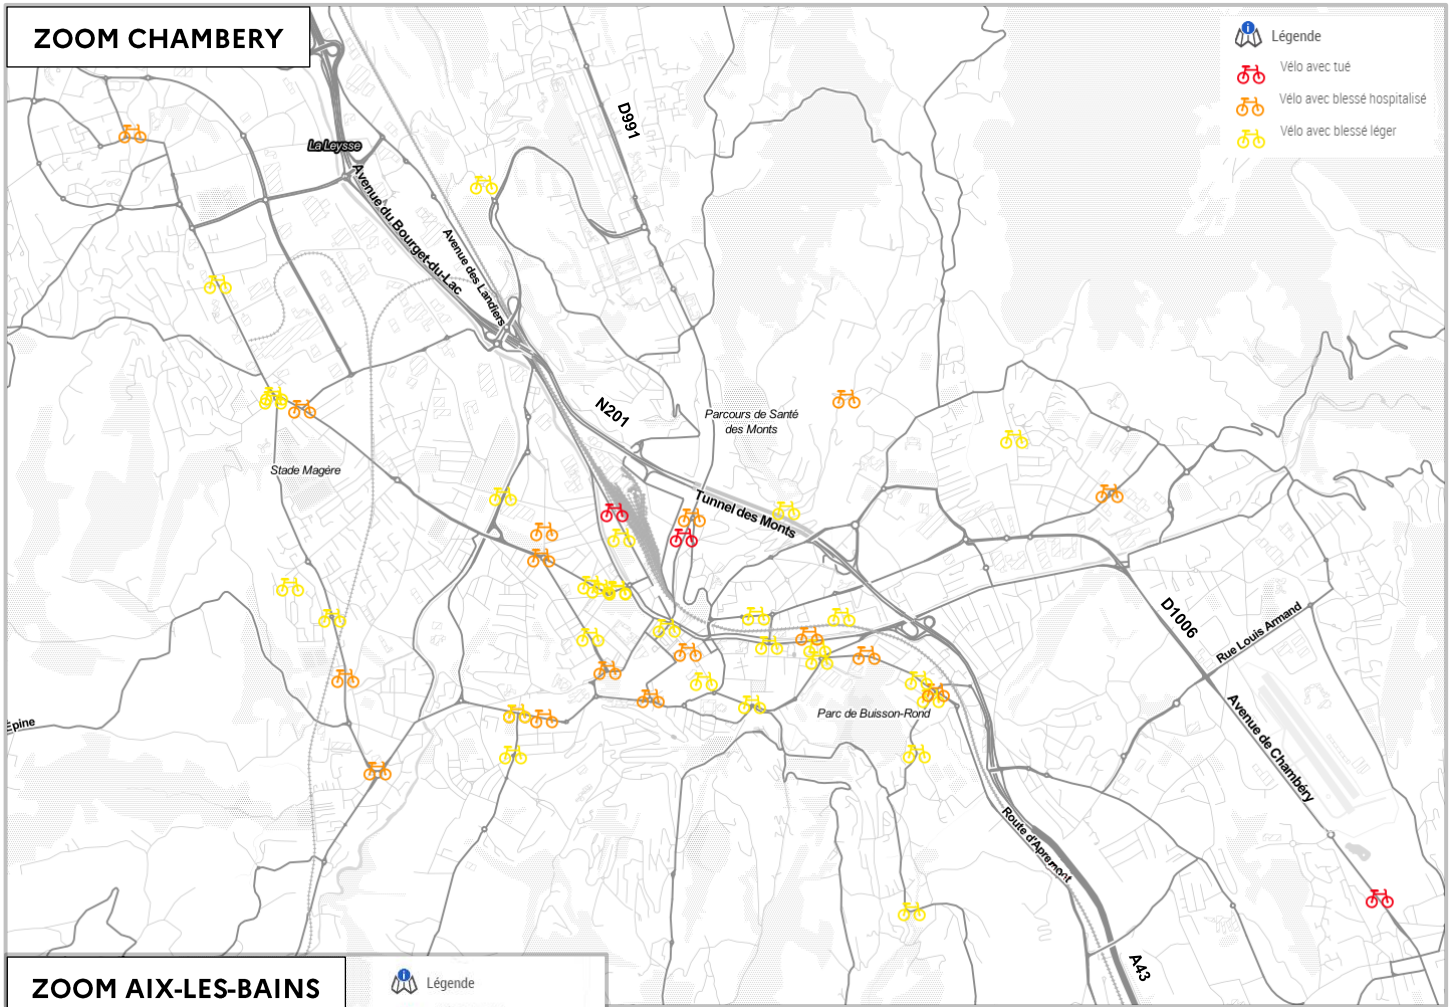 ZOOM CHAMBERY
Légende
Vélo avec tué
Vélo avec blessé hospitalisé
Vélo avec blessé léger
D991
La Leysse
Avenue du Bourget-du-Lac
Avenue des Landiers
N201
Parcours de Santé
des Monts
Stade Magére
Tunnel des Monts
D1006
Rue Louis Armand
Épine
Parc de Buisson-Rond
Avenue de Chambéry
Route d'Apremont
A43
ZOOM AIX-LES-BAINS
Légende